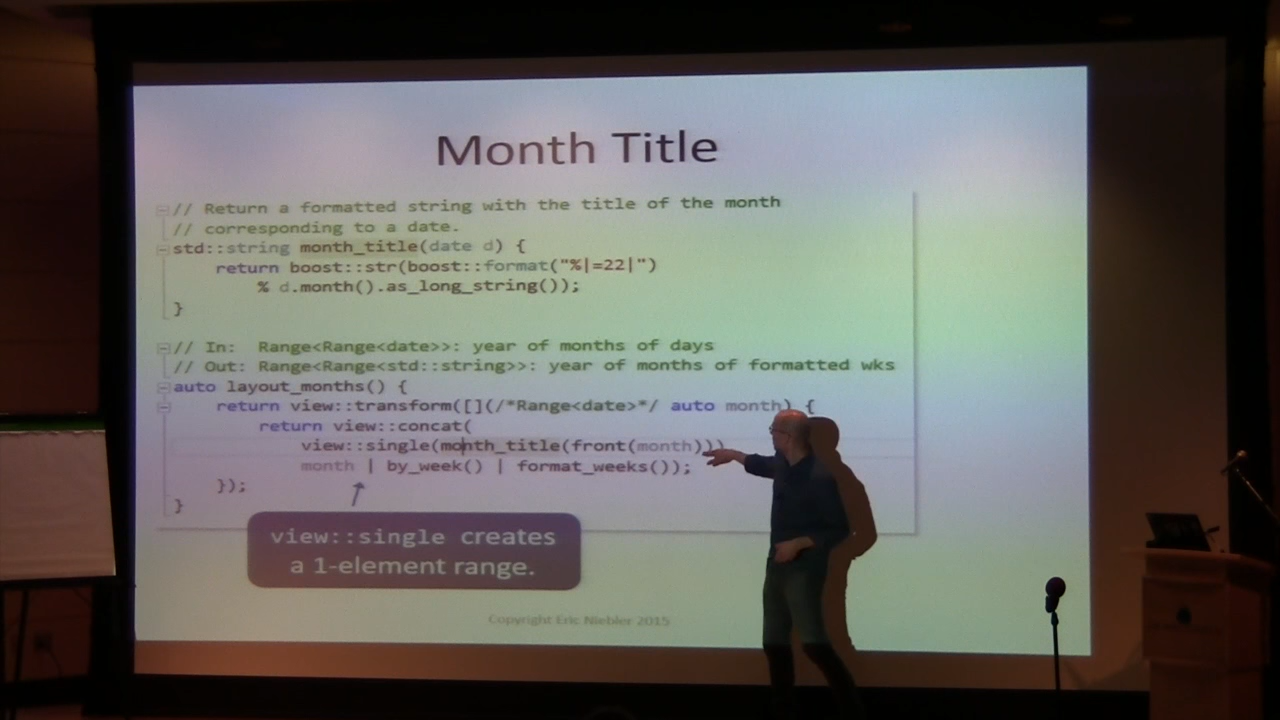 Month Title
// Return a formatted string with the title of the month
// corresponding to a date.
std::string month_title(date d) {
return boost::str(boost::format("%|=22|")
% d.month().as_long_string());
}
// In:  Range<Range<date>>: year of months of days
// Out: Range<Range<std::string>>: year of months of formatted wks
auto layout_months() {
return view::transform([](/*Range<date>*/ auto month) {
return view::concat(
view::single(month_title(front(month))),
month | by_week() | format_weeks());
});
}
view::single creates
a 1-element range.
Copyright Eric Niebler 2015